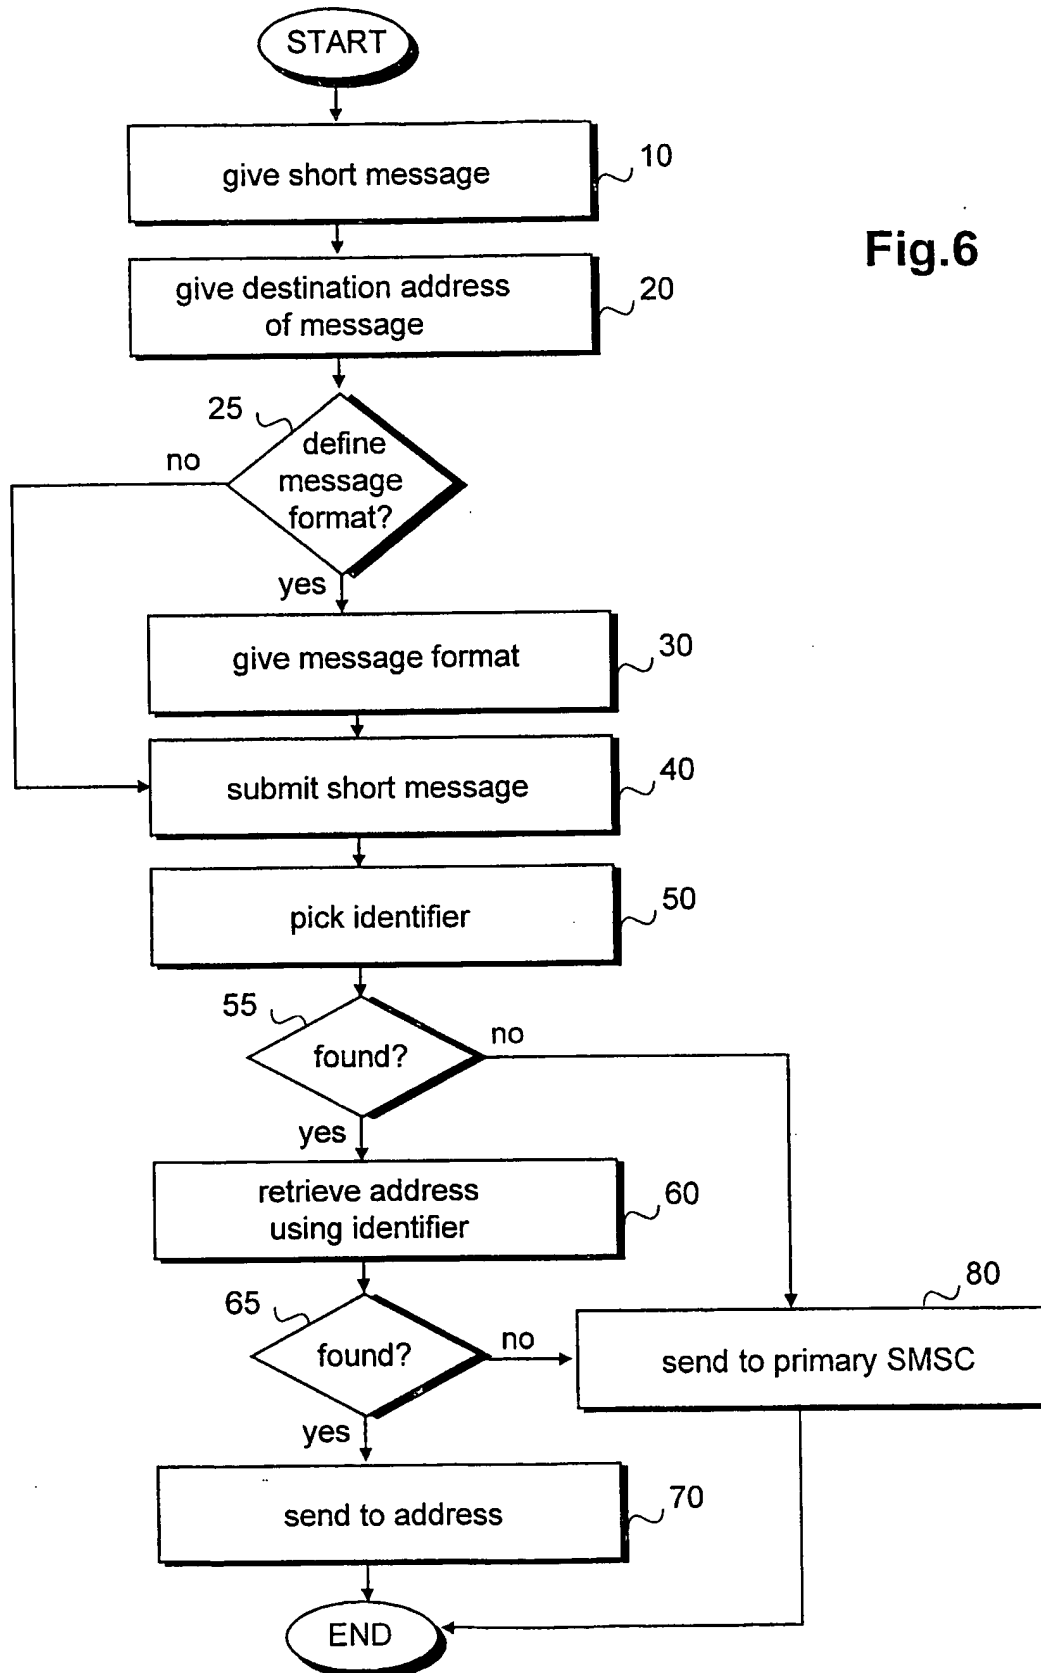 START
give short message
10
Fig.6
give destination address
of message
20
25
define
message
format?
no
yes
give message format
30
submit short message
40
pick identifier
50
55
found?
no
yes
retrieve address
using identifier
60
65
found?
no
80
send to primary SMSC
yes
send to address
70
END